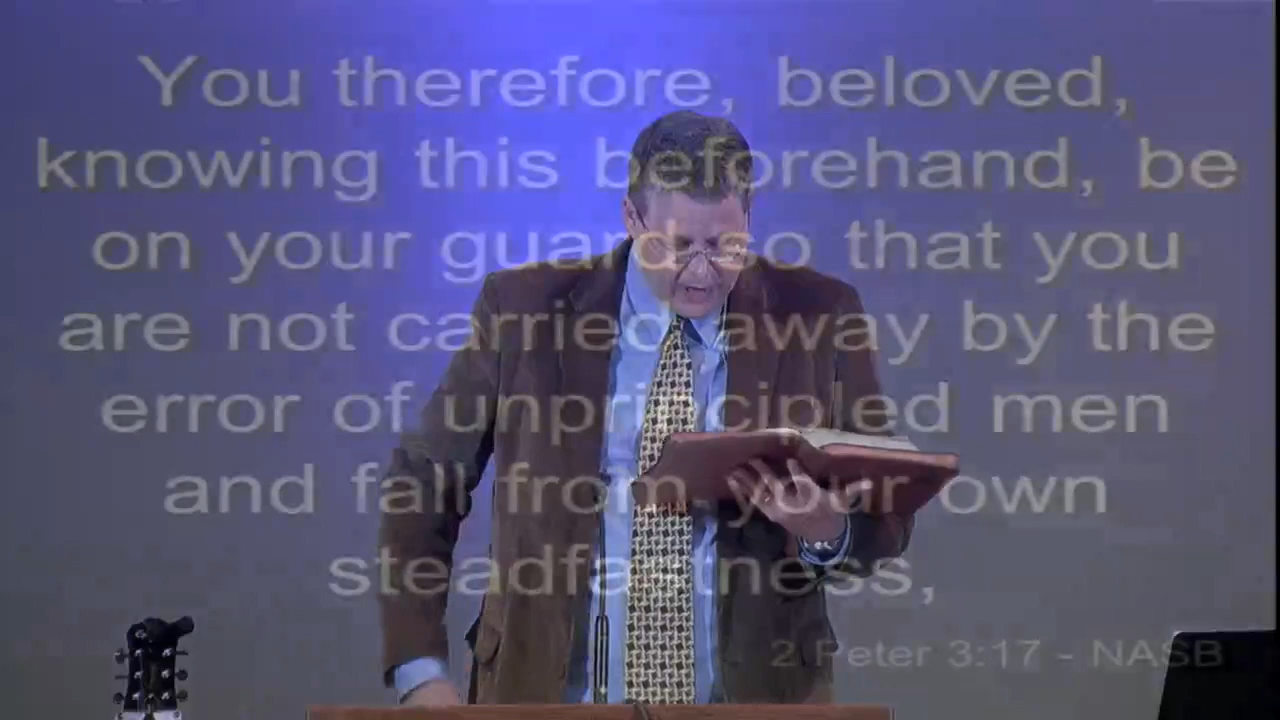 You therefore, beloved,
knowing this beforehand, be
on your guard so that you
are not carried away by the
error of unprincipled men
and fall from your own
steadfastness,
2 Peter 3:17 - NASB